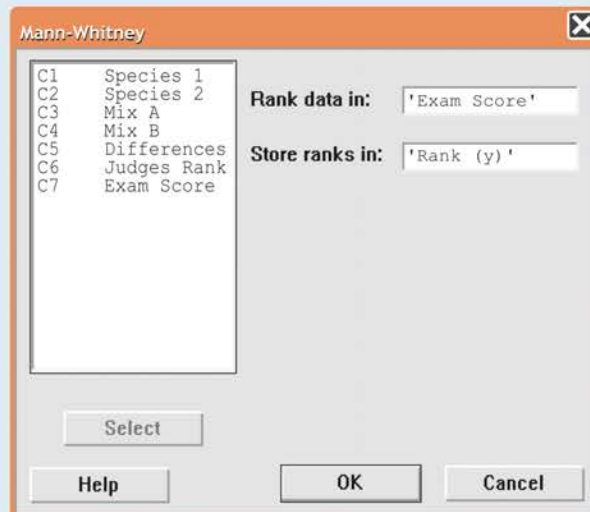 Mann-Whitney
C1 Species 1
C2 Species 2
C3 Mix A
C4 Mix B
C5 Differences
C6 Judges Rank
C7 Exam Score
Rank data in: 'Exam Score'
Store ranks in: 'Rank (y)'
Select
Help OK Cancel